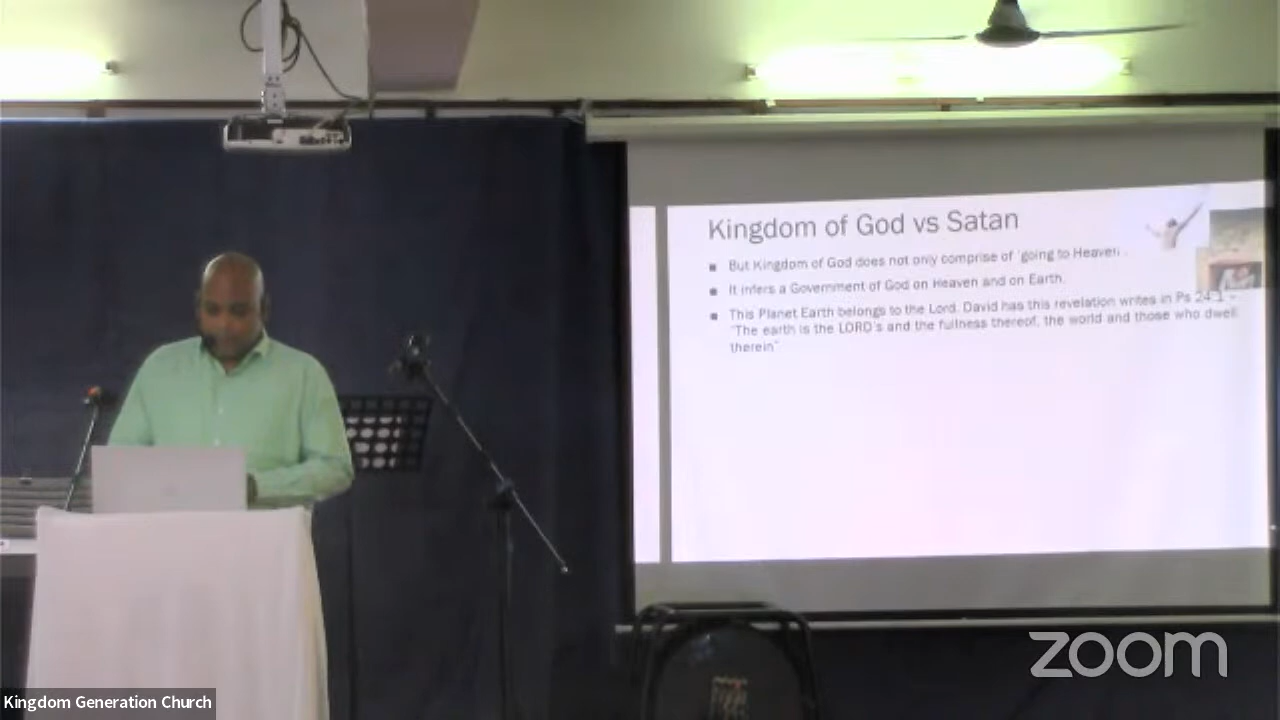 Kingdom of God vs Satan
But Kingdom of God does not only comprise of 'going to Heaven .
It infers a Government of God on Heaven and on Earth.
This Planet Earth belongs to the Lord. David has this revelation writes in Ps 24:1 –
"The earth is the LORD's and the fullness thereof, the world and those who dwell
therein"
zoom
Kingdom Generation Church